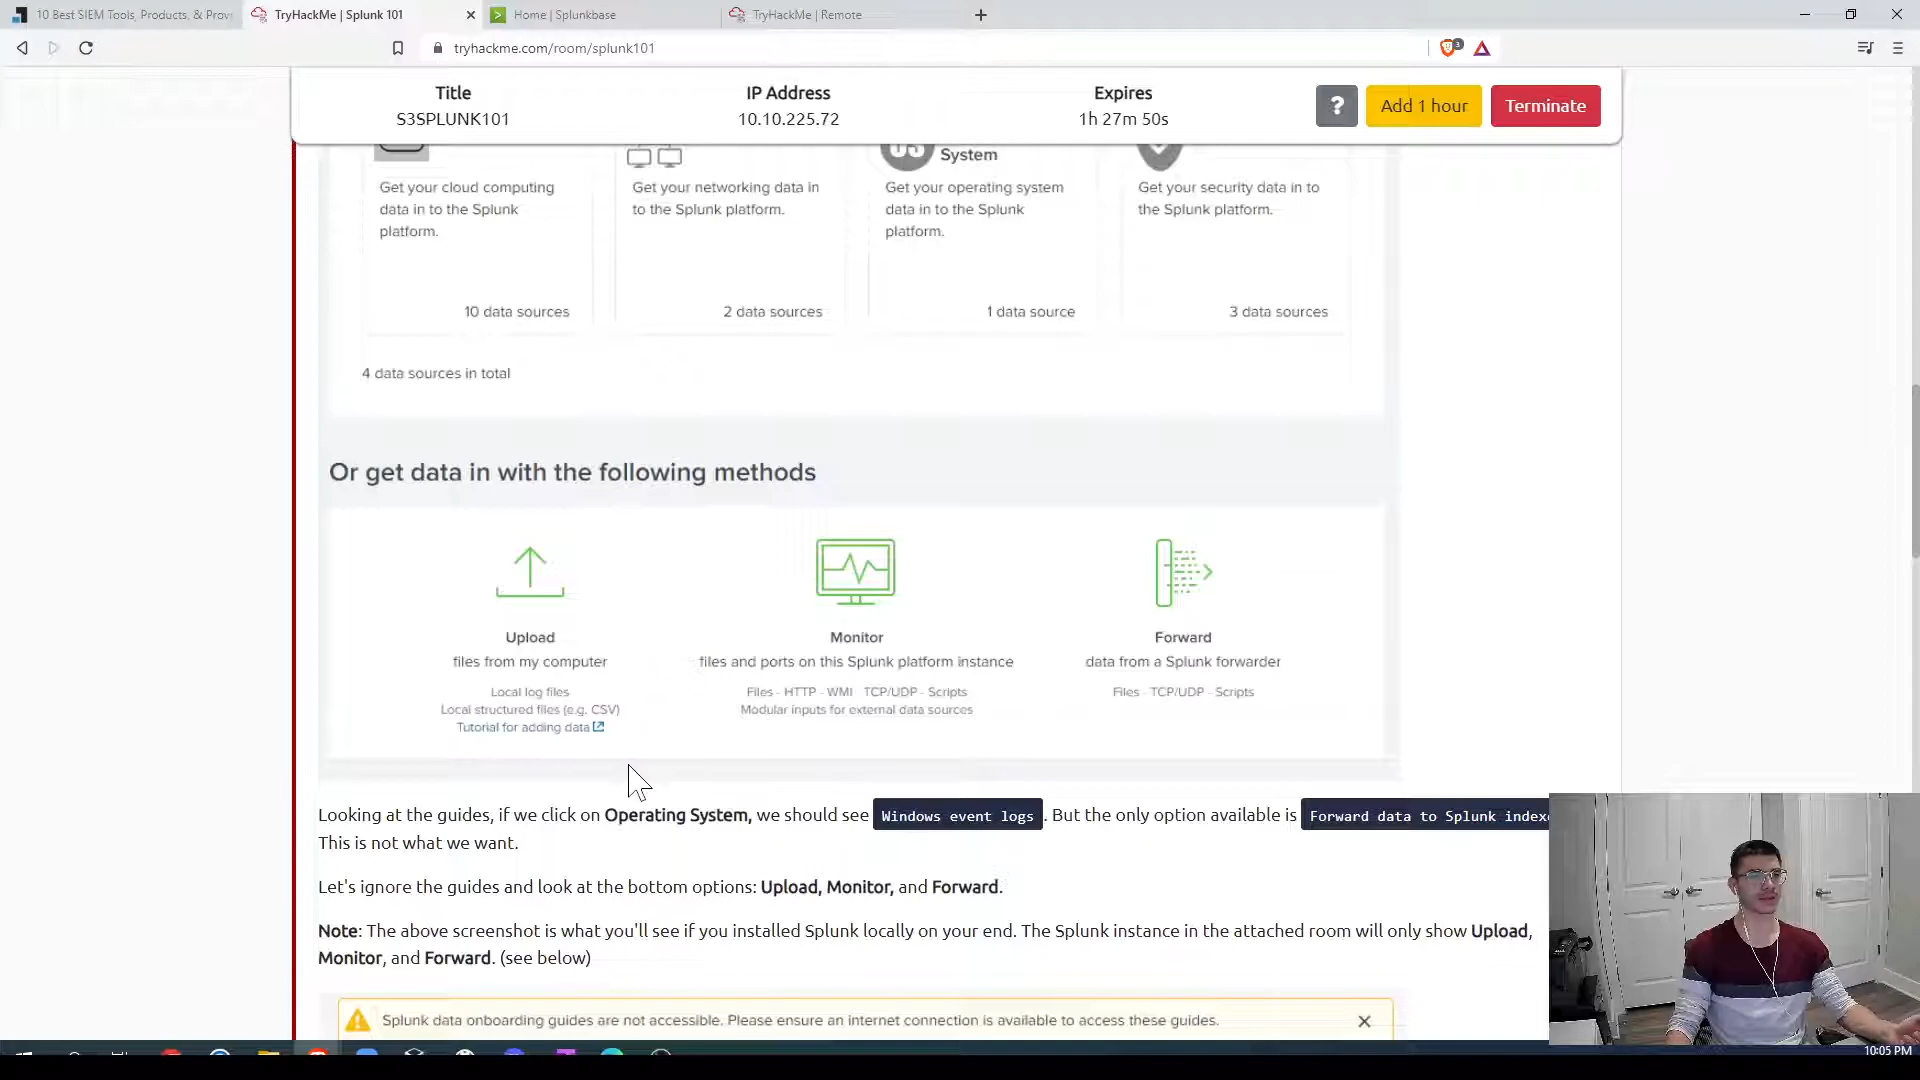 10 Best SIEM Tools, Products, & Prov
TryHackMe | Splunk 101
Home | Splunkbase
TryHackMe | Remote
tryhackme.com/room/splunk101
3
Title
S3SPLUNK101
IP Address
10.10.225.72
Expires
1h 27m 50s
?
Add 1 hour
Terminate
OS
System
Get your cloud computing
data in to the Splunk
platform.
10 data sources
Get your networking data in
to the Splunk platform.
2 data sources
Get your operating system
data in to the Splunk
platform.
1 data source
Get your security data in to
the Splunk platform.
3 data sources
4 data sources in total
Or get data in with the following methods
Upload
files from my computer
Local log files
Local structured files (e.g. CSV)
Tutorial for adding data
Monitor
files and ports on this Splunk platform instance
Files - HTTP - WMI TCP/UDP - Scripts
Modular inputs for external data sources
Forward
data from a Splunk forwarder
Files - TCP/UDP - Scripts
Looking at the guides, if we click on Operating System, we should see Windows event logs. But the only option available is Forward data to Splunk indexe
This is not what we want.
Let's ignore the guides and look at the bottom options: Upload, Monitor, and Forward.
Note: The above screenshot is what you'll see if you installed Splunk locally on your end. The Splunk instance in the attached room will only show Upload,
Monitor, and Forward. (see below)
Splunk data onboarding guides are not accessible. Please ensure an internet connection is available to access these guides.
10:05 PM